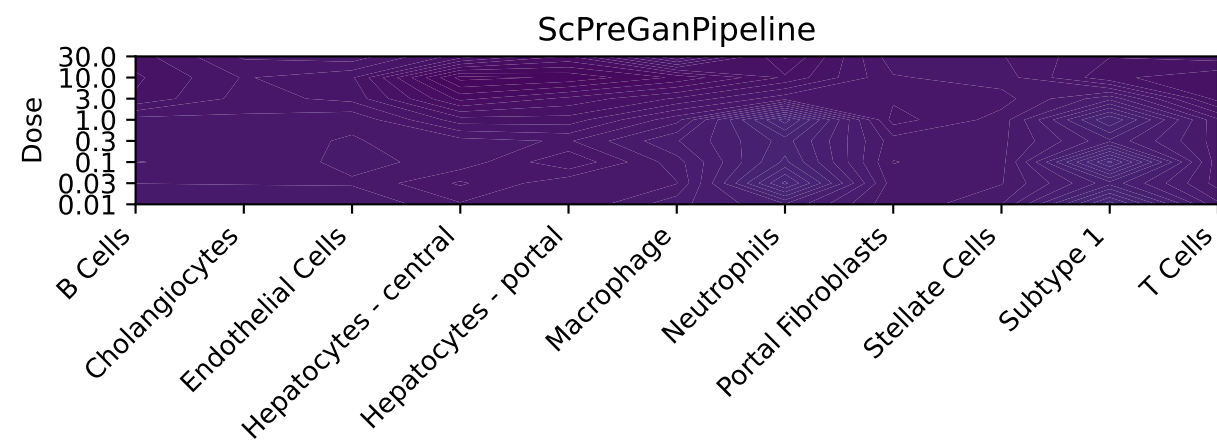 ScPreGanPipeline
Dose
30.0
10.0
3.0
1.0
0.3
0.1
0.03
0.01
B Cells
Cholangiocytes
Endothelial Cells
Hepatocytes - central
Hepatocytes - portal
Macrophage
Neutrophils
Portal Fibroblasts
Stellate Cells
Subtype 1
T Cells